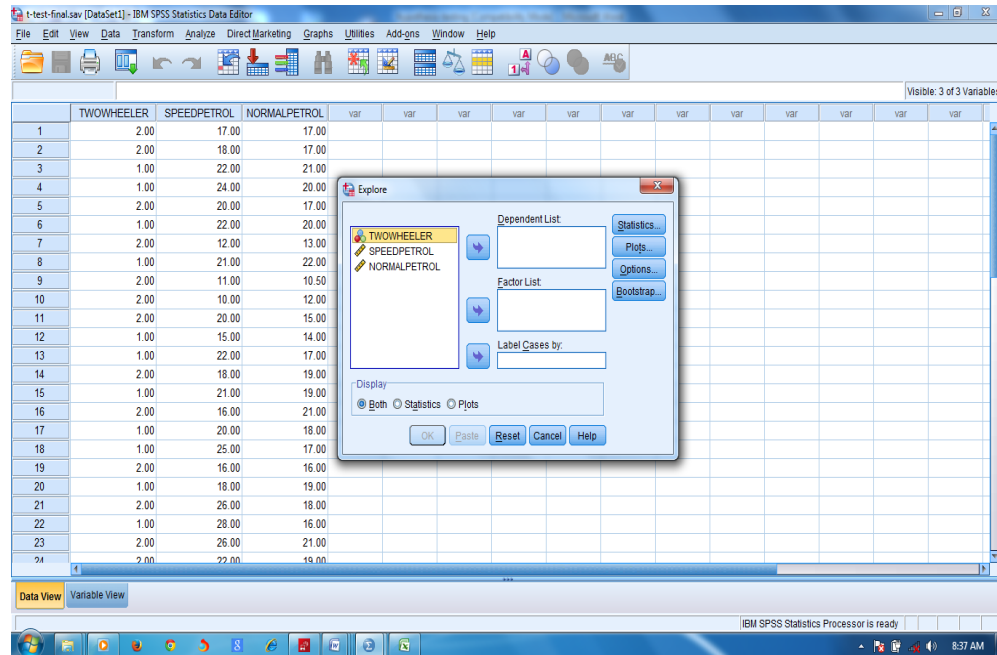 t-test-final.sav [DataSet1] - IBM SPSS Statistics Data Editor
File Edit View Data Transform Analyze Direct Marketing Graphs Utilities Add-ons Window Help
Visible: 3 of 3 Variables
TWOWHEELER SPEEDPETROL NORMALPETROL var var var var var var var var var var var var
1 2.00 17.00 17.00
2 2.00 18.00 17.00
3 1.00 22.00 21.00
4 1.00 24.00 20.00
5 2.00 20.00 17.00
6 1.00 22.00 20.00
7 2.00 12.00 13.00
8 1.00 21.00 22.00
9 2.00 11.00 10.50
10 2.00 10.00 12.00
11 2.00 20.00 15.00
12 1.00 15.00 14.00
13 1.00 22.00 17.00
14 2.00 18.00 19.00
15 1.00 21.00 19.00
16 2.00 16.00 21.00
17 1.00 20.00 18.00
18 1.00 25.00 17.00
19 2.00 16.00 16.00
20 1.00 18.00 19.00
21 2.00 26.00 18.00
22 1.00 28.00 16.00
23 2.00 26.00 21.00
24 2.00 22.00 19.00
Explore
TWOWHEELER
SPEEDPETROL
NORMALPETROL
Dependent List:
Factor List:
Label Cases by:
Statistics...
Plots...
Options...
Bootstrap...
Display
Both Statistics Plots
OK Paste Reset Cancel Help
Data View Variable View
IBM SPSS Statistics Processor is ready
8:37 AM